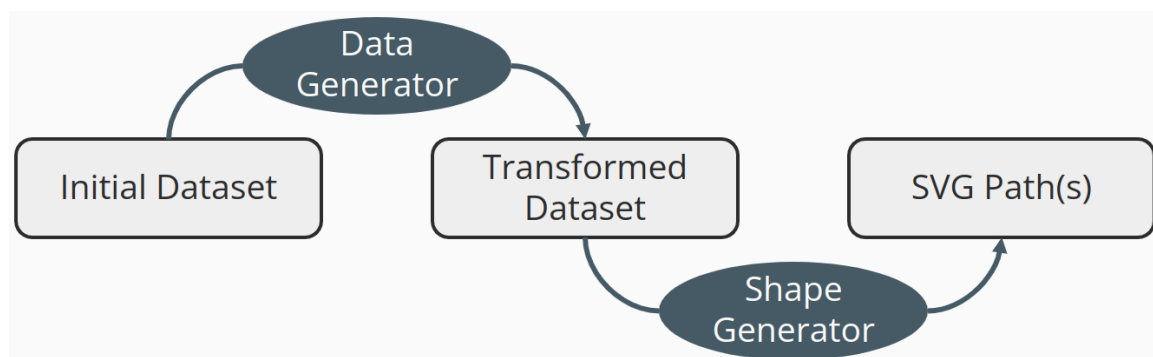 Data
Generator
Initial Dataset
Transformed
Dataset
SVG Path(s)
Shape
Generator